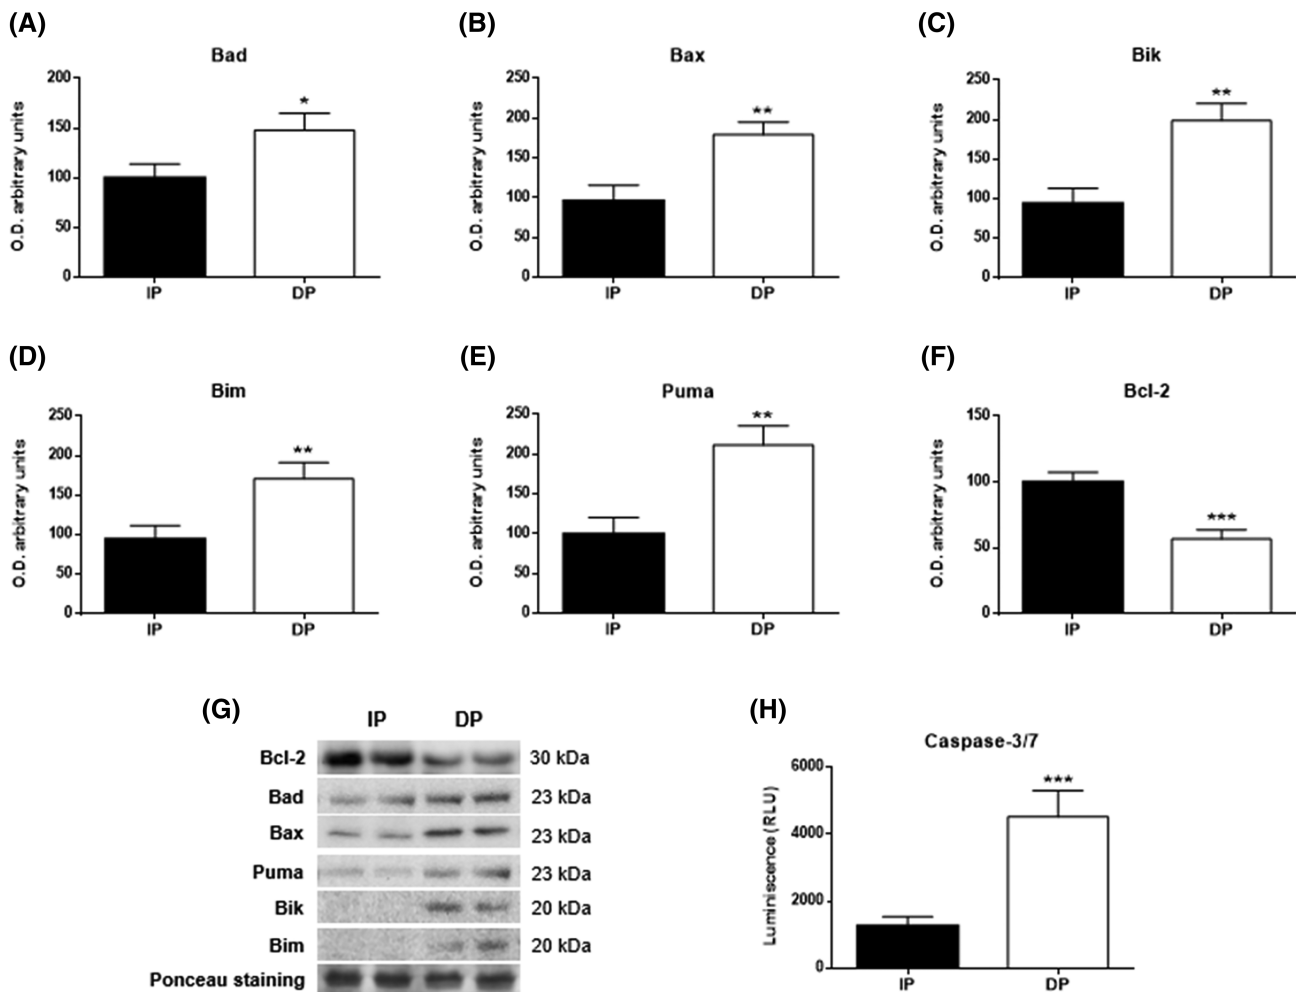 (A)
Bad
O.D. arbitrary units
200
150
100
50
0
*
IP DP
(B)
Bax
O.D. arbitrary units
250
200
150
100
50
0
**
IP DP
(C)
Bik
O.D. arbitrary units
250
200
150
100
50
0
**
IP DP
(D)
Bim
O.D. arbitrary units
250
200
150
100
50
0
**
IP DP
(E)
Puma
O.D. arbitrary units
250
200
150
100
50
0
**
IP DP
(F)
Bcl-2
O.D. arbitrary units
150
100
50
0
***
IP DP
(G)
IP DP
Bcl-2 30 kDa
Bad 23 kDa
Bax 23 kDa
Puma 23 kDa
Bik 20 kDa
Bim 20 kDa
Ponceau staining
(H)
Caspase-3/7
Luminiscence (RLU)
6000
4000
2000
0
***
IP DP